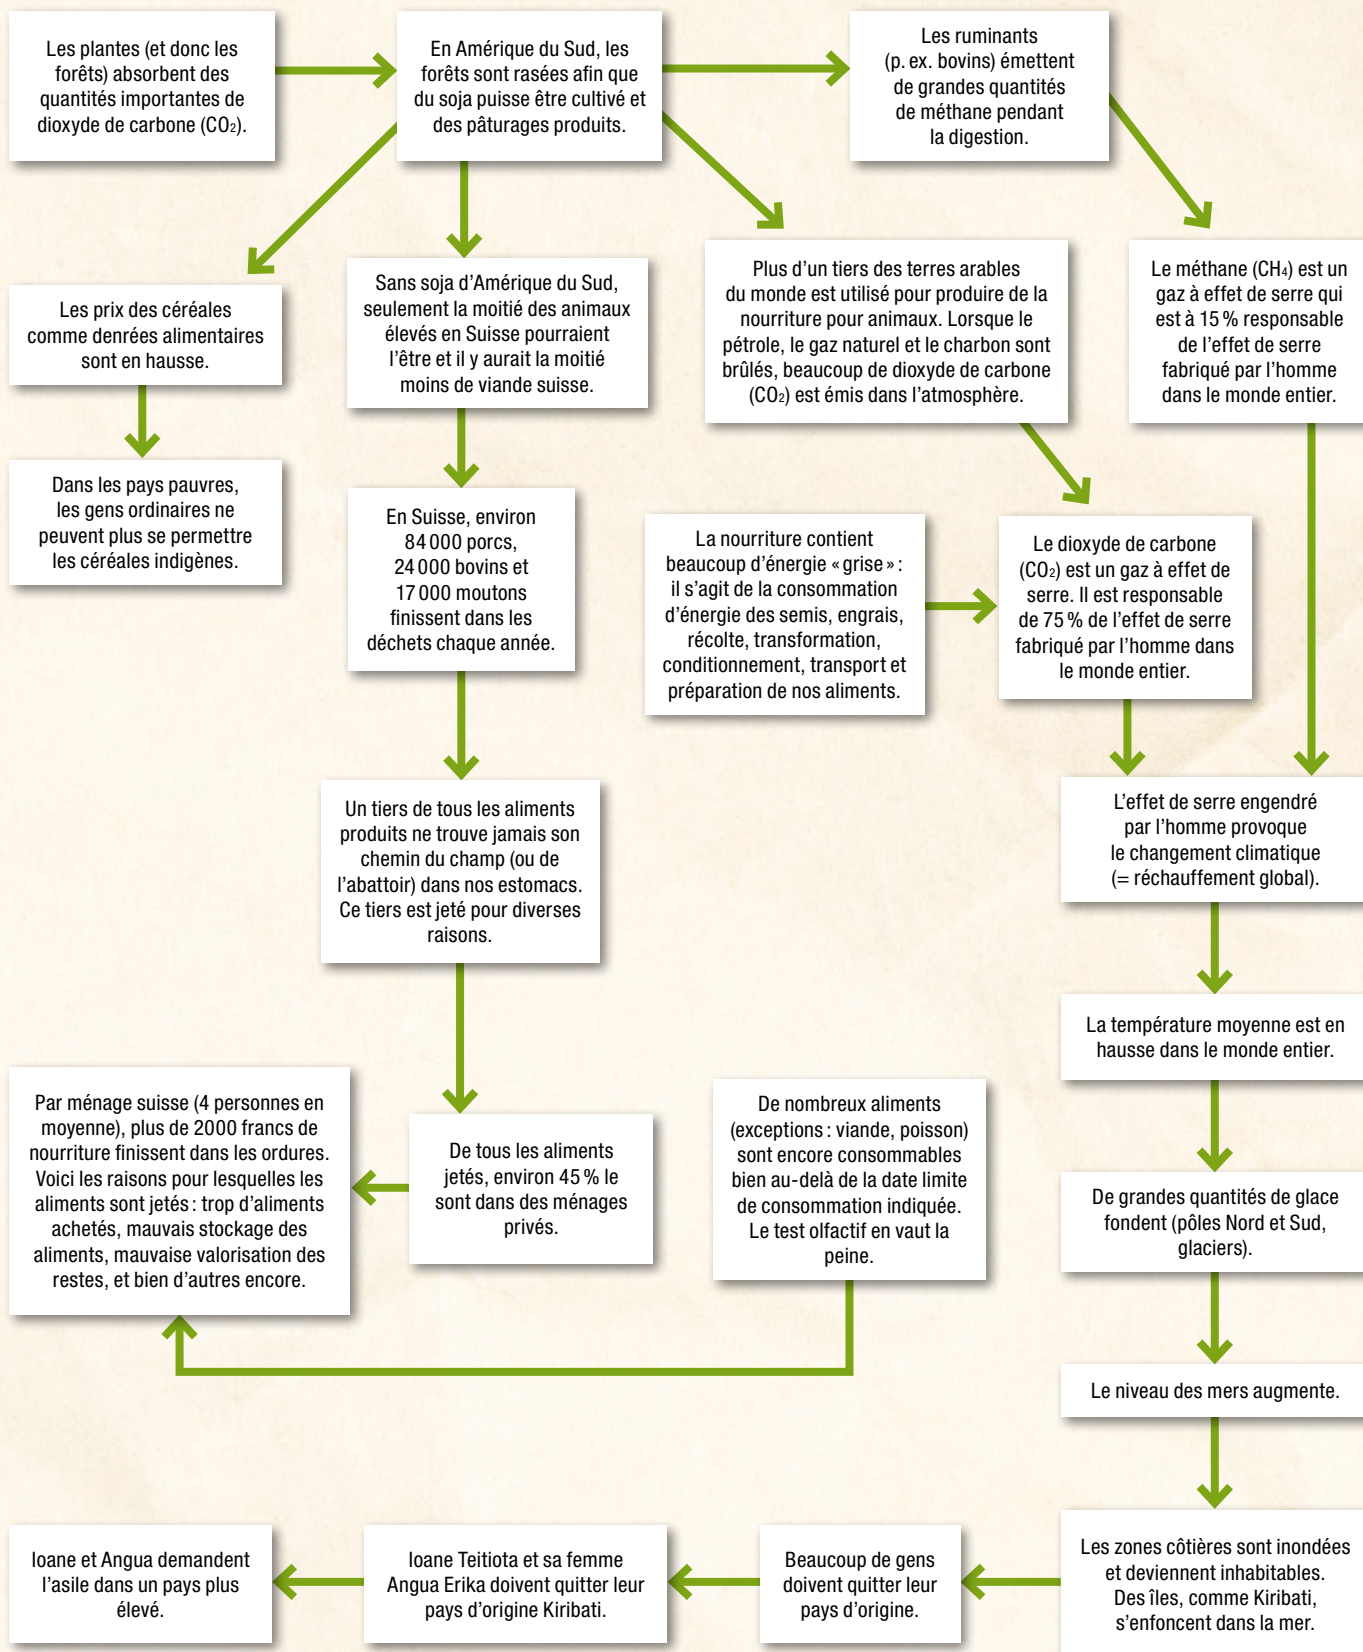 Les plantes (et donc les
forêts) absorbent des
quantités importantes de
dioxyde de carbone (CO₂).
En Amérique du Sud, les
forêts sont rasées afin que
du soja puisse être cultivé et
des pâturages produits.
Les ruminants
(p. ex. bovins) émettent
de grandes quantités
de méthane pendant
la digestion.
Les prix des céréales
comme denrées alimentaires
sont en hausse.
Sans soja d’Amérique du Sud,
seulement la moitié des animaux
élevés en Suisse pourraient
l’être et il y aurait la moitié
moins de viande suisse.
Plus d’un tiers des terres arables
du monde est utilisé pour produire de la
nourriture pour animaux. Lorsque le
pétrole, le gaz naturel et le charbon sont
brûlés, beaucoup de dioxyde de carbone
(CO₂) est émis dans l’atmosphère.
Le méthane (CH₄) est un
gaz à effet de serre qui
est à 15 % responsable
de l’effet de serre
fabriqué par l’homme
dans le monde entier.
Dans les pays pauvres,
les gens ordinaires ne
peuvent plus se permettre
les céréales indigènes.
En Suisse, environ
84 000 porcs,
24 000 bovins et
17 000 moutons
finissent dans les
déchets chaque année.
La nourriture contient
beaucoup d’énergie « grise » :
il s’agit de la consommation
d’énergie des semis, engrais,
récolte, transformation,
conditionnement, transport et
préparation de nos aliments.
Le dioxyde de carbone
(CO₂) est un gaz à effet de
serre. Il est responsable
de 75 % de l’effet de serre
fabriqué par l’homme dans
le monde entier.
Un tiers de tous les aliments
produits ne trouve jamais son
chemin du champ (ou de
l’abattoir) dans nos estomacs.
Ce tiers est jeté pour diverses
raisons.
L’effet de serre engendré
par l’homme provoque
le changement climatique
(= réchauffement global).
La température moyenne est en
hausse dans le monde entier.
Par ménage suisse (4 personnes en
moyenne), plus de 2000 francs de
nourriture finissent dans les ordures.
Voici les raisons pour lesquelles les
aliments sont jetés : trop d’aliments
achetés, mauvais stockage des
aliments, mauvaise valorisation des
restes, et bien d’autres encore.
De tous les aliments
jetés, environ 45 % le
sont dans des ménages
privés.
De nombreux aliments
(exceptions : viande, poisson)
sont encore consommables
bien au-delà de la date limite
de consommation indiquée.
Le test olfactif en vaut la
peine.
De grandes quantités de glace
fondent (pôles Nord et Sud,
glaciers).
Le niveau des mers augmente.
Ioane et Angua demandent
l’asile dans un pays plus
élevé.
Ioane Teitiota et sa femme
Angua Erika doivent quitter leur
pays d’origine Kiribati.
Beaucoup de gens
doivent quitter leur
pays d’origine.
Les zones côtières sont inondées
et deviennent inhabitables.
Des îles, comme Kiribati,
s’enfoncent dans la mer.